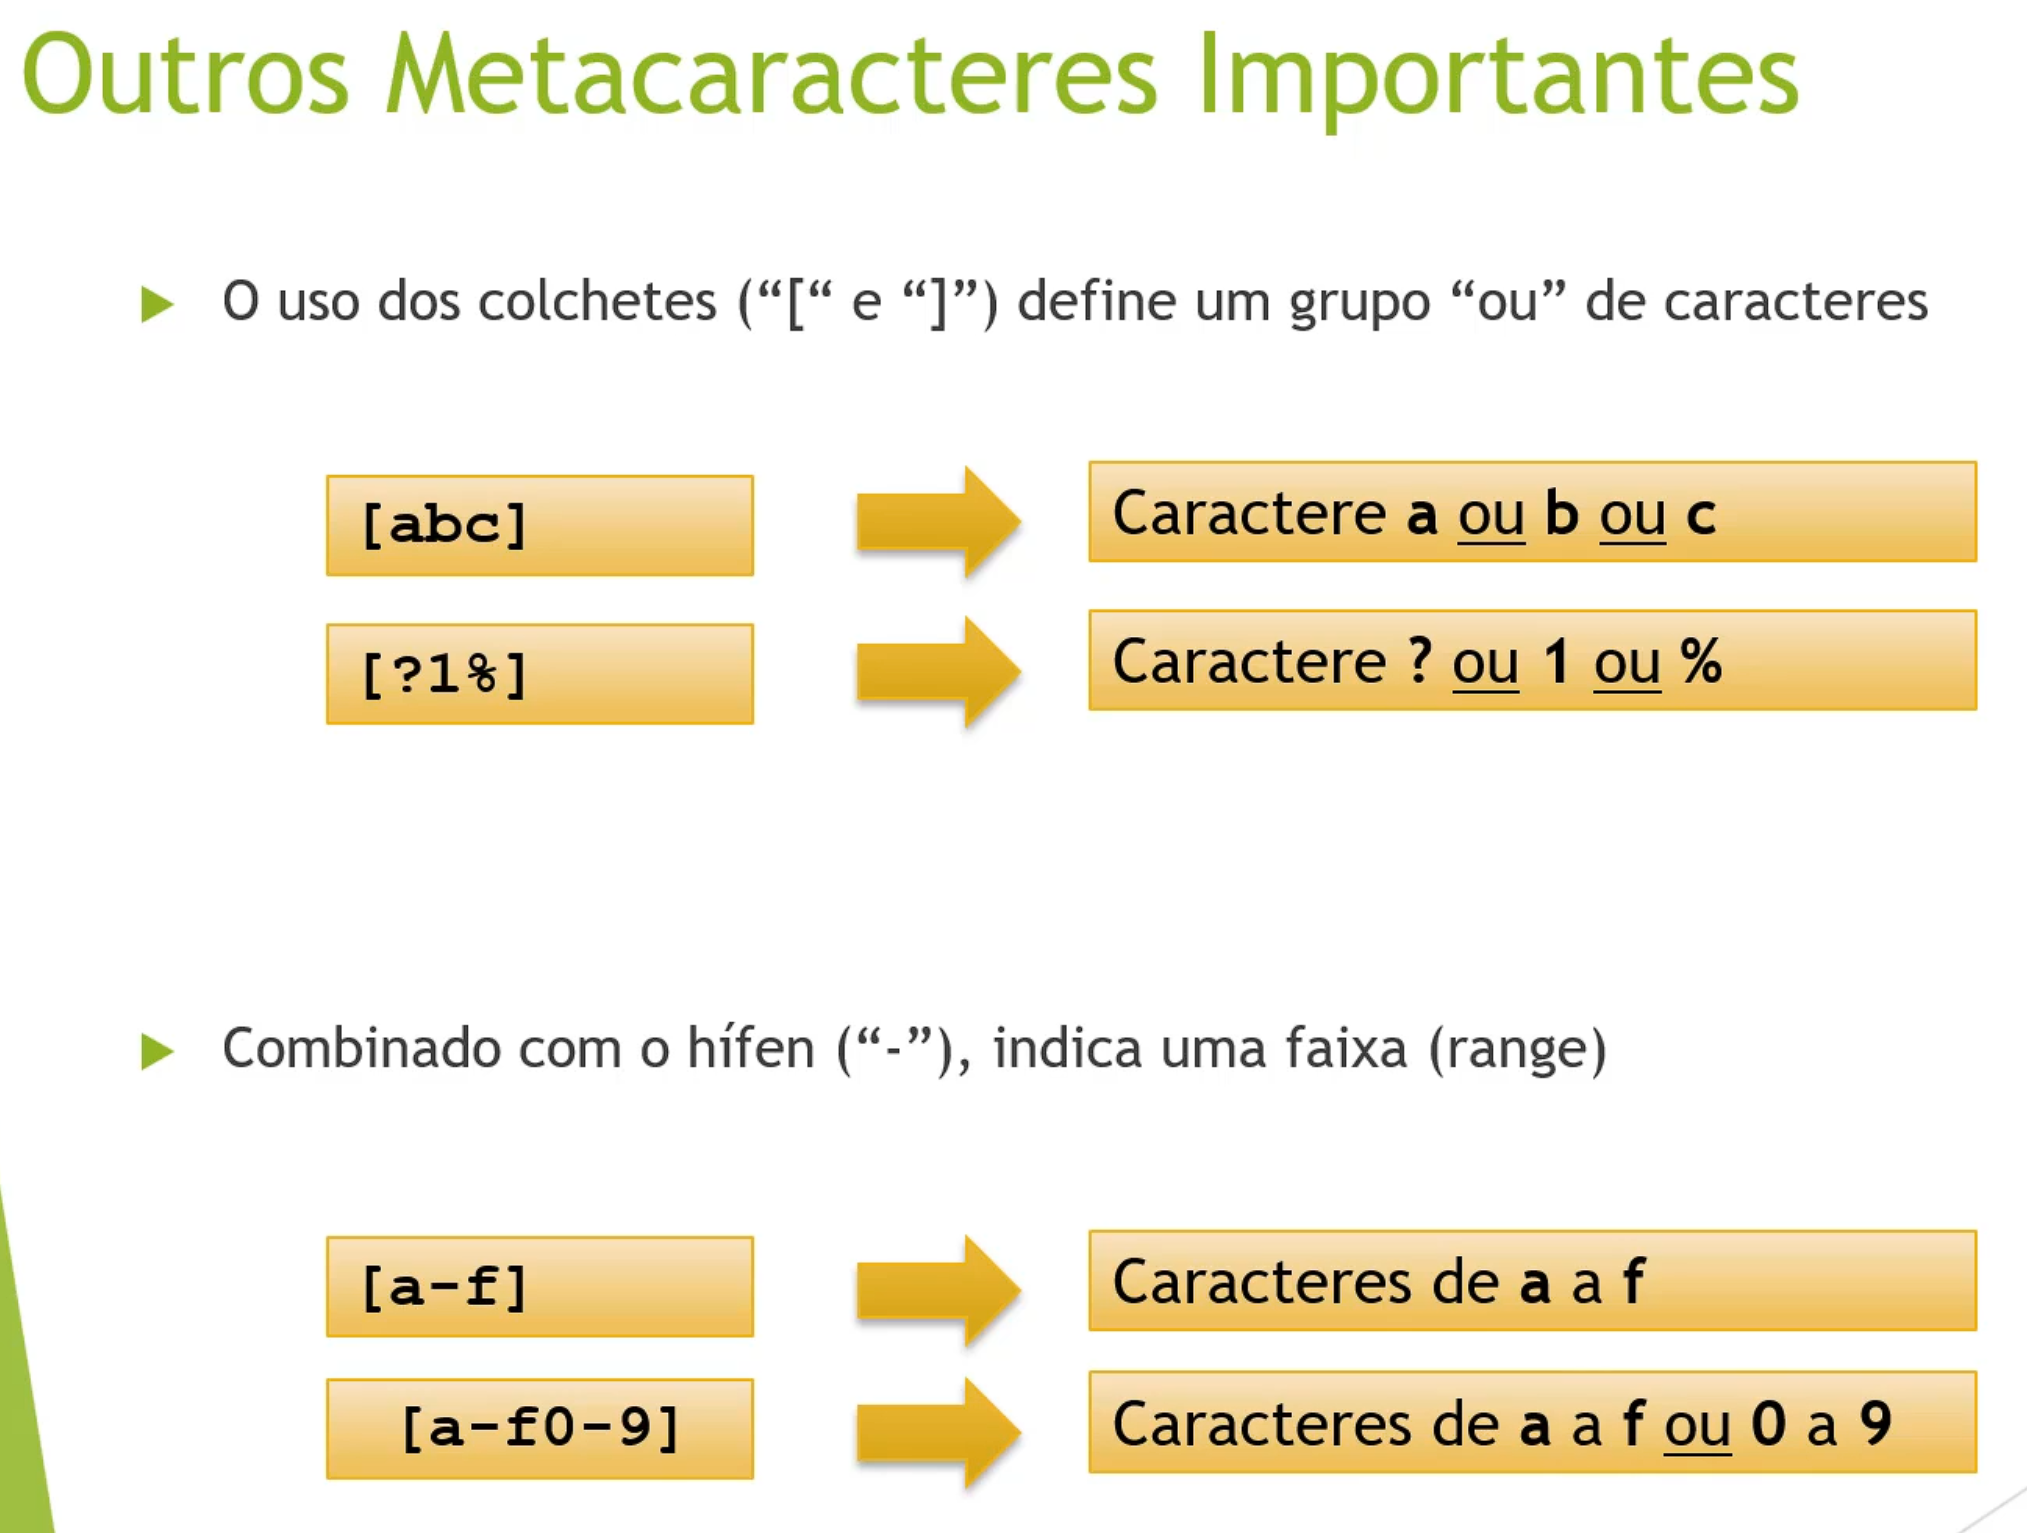 Outros Metacaracteres Importantes
O uso dos colchetes (“[“ e “]”) define um grupo “ou” de caracteres
[abc]
Caractere a ou b ou c
[?1%]
Caractere ? ou 1 ou %
Combinado com o hífen (“-”), indica uma faixa (range)
[a-f]
Caracteres de a a f
[a-f0-9]
Caracteres de a a f ou 0 a 9